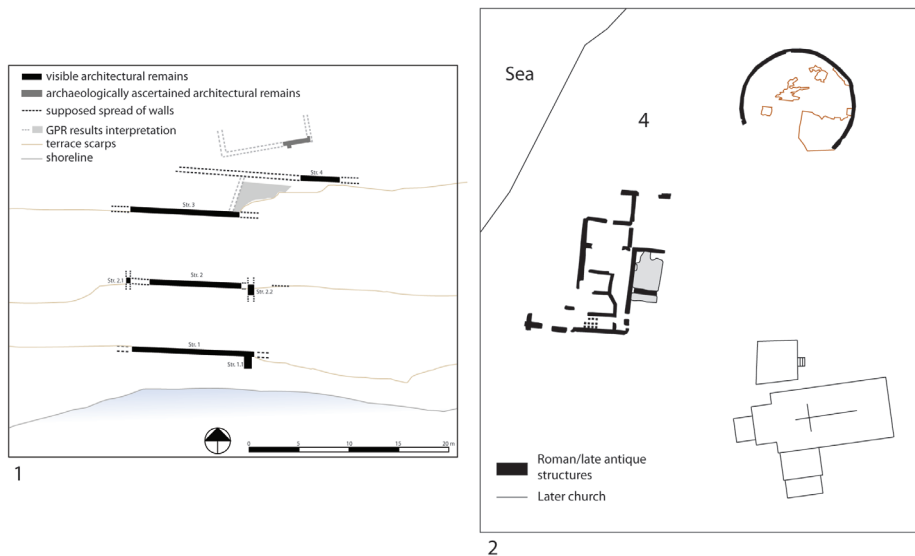 visible architectural remains
archaeologically ascertained architectural remains
supposed spread of walls
GPR results interpretation
terrace scarps
shoreline
Str. 4
Str. 3
Str. 2.1
Str. 2
Str. 2.2
Str. 1
Str. 1.1
0 5 10 15 20 m
1
Sea
4
Roman/late antique
structures
Later church
2